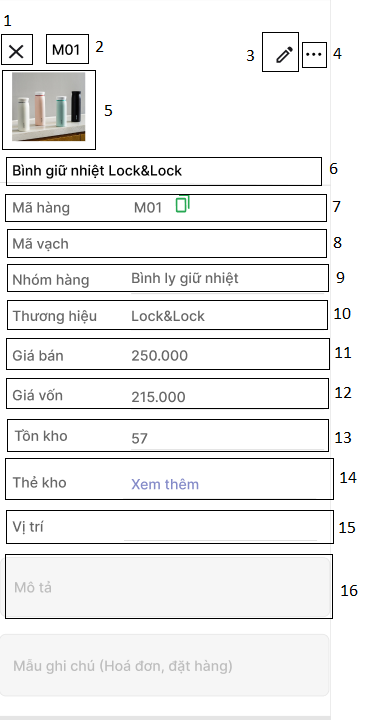 1
M01 2
3
4
5
Bình giữ nhiệt Lock&Lock 6
Mã hàng M01 7
Mã vạch 8
Nhóm hàng Bình ly giữ nhiệt 9
Thương hiệu Lock&Lock 10
Giá bán 250.000 11
Giá vốn 215.000 12
Tồn kho 57 13
Thẻ kho Xem thêm 14
Vị trí 15
Mô tả 16
Mẫu ghi chú (Hoá đơn, đặt hàng)